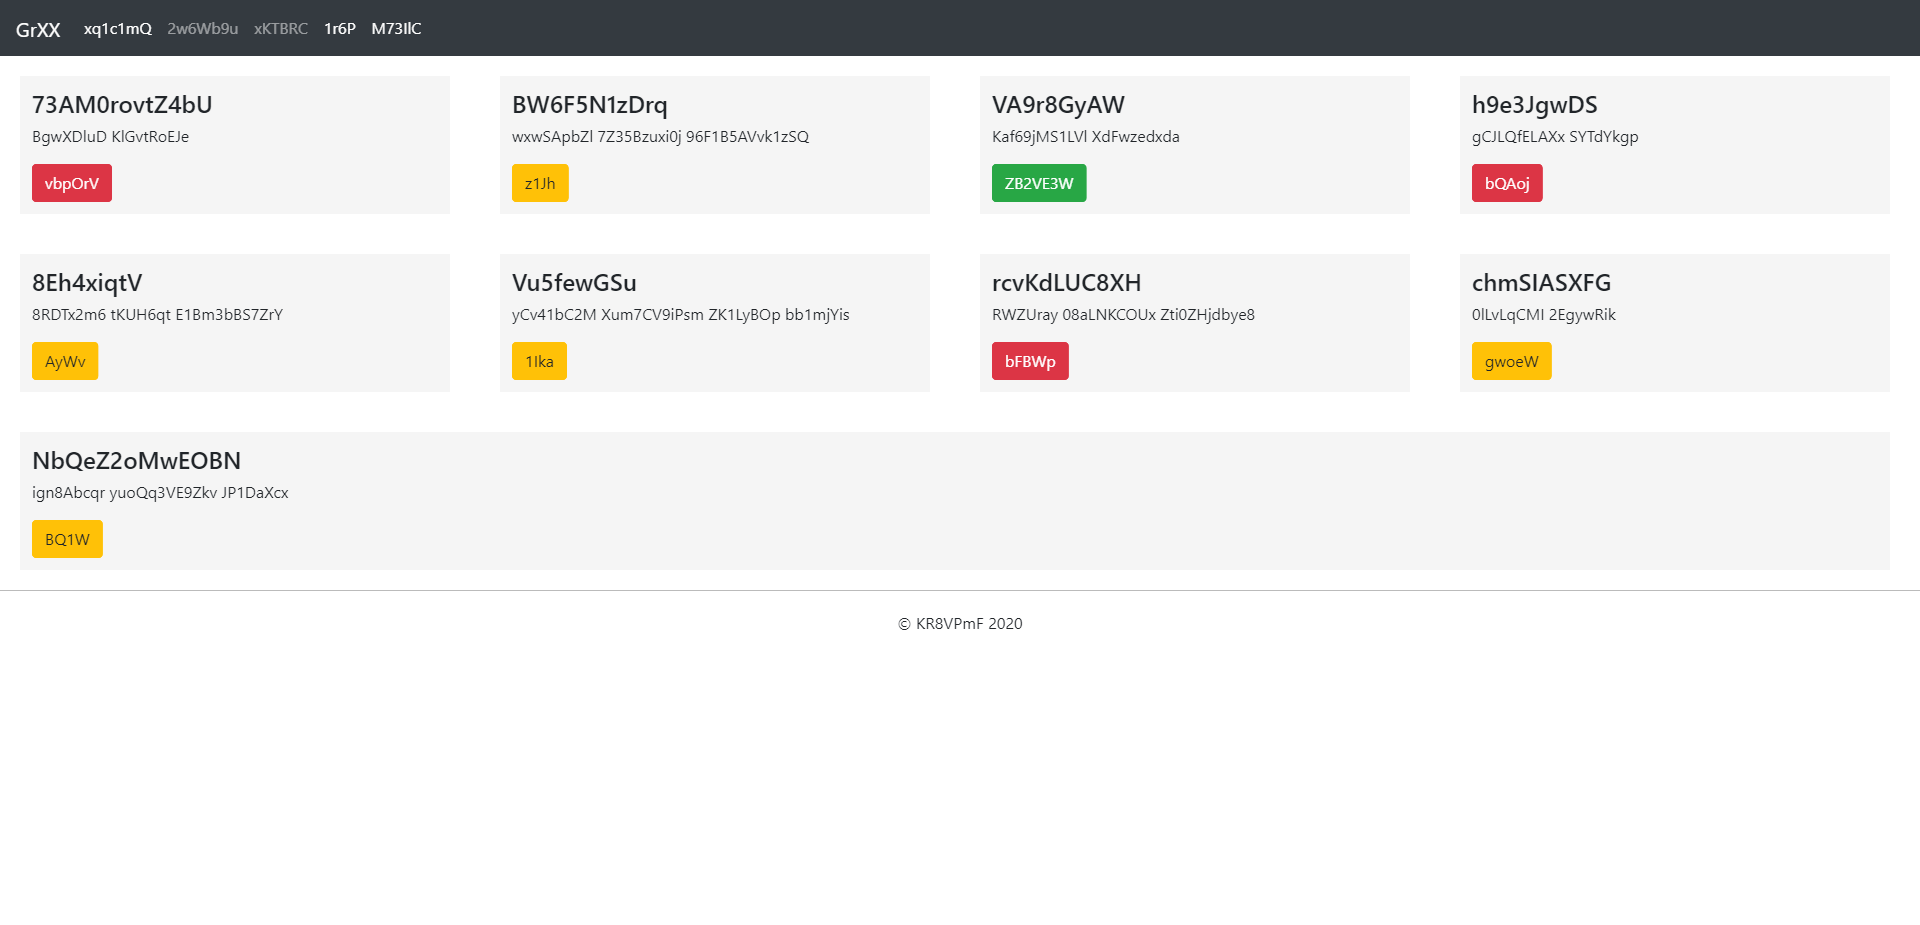 GrXX xq1c1mQ 2w6Wb9u xKTBRC 1r6P M73IlC
73AM0rovtZ4bU
BgwXDluD KlGvtRoEJe
vbpOrV
BW6F5N1zDrq
wxwSApbZl 7Z35Bzuxi0j 96F1B5AVvk1zSQ
z1Jh
VA9r8GyAW
Kaf69jMS1LVl XdFwzedxda
ZB2VE3W
h9e3JgwDS
gCJLQfELAXx SYTdYkgp
bQAoj
8Eh4xiqtV
8RDTx2m6 tKUH6qt E1Bm3bBS7ZrY
AyWv
Vu5fewGSu
yCv41bC2M Xum7CV9iPsm ZK1LyBOp bb1mjYis
1Ika
rcvKdLUC8XH
RWZUray 08aLNKCOUx Zti0ZHjdbye8
bFBWp
chmSIASXFG
0lLvLqCMI 2EgywRik
gwoeW
NbQeZ2oMwEOBN
ign8Abcqr yuoQq3VE9Zkv JP1DaXcx
BQ1W
© KR8VPmF 2020